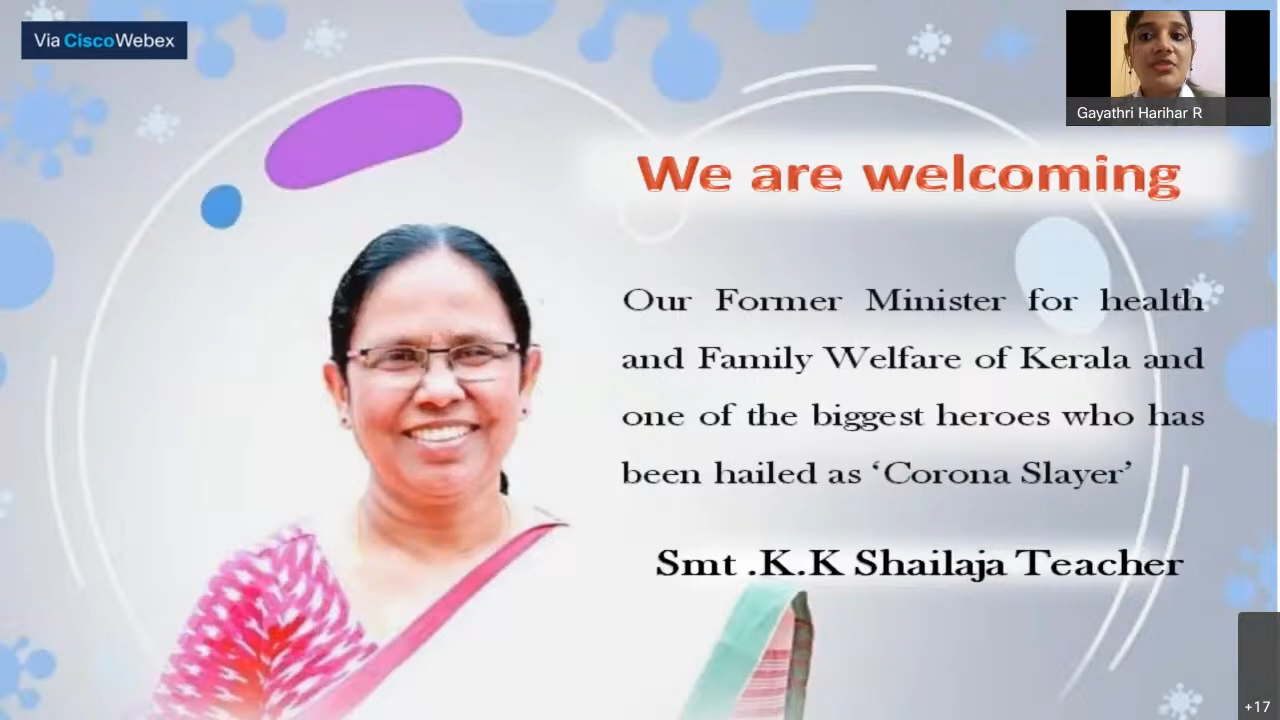 Via CiscoWebex
Gayathri Harihar R
We are welcoming
Our Former Minister for health
and Family Welfare of Kerala and
one of the biggest heroes who has
been hailed as ‘Corona Slayer’
Smt .K.K Shailaja Teacher
+17